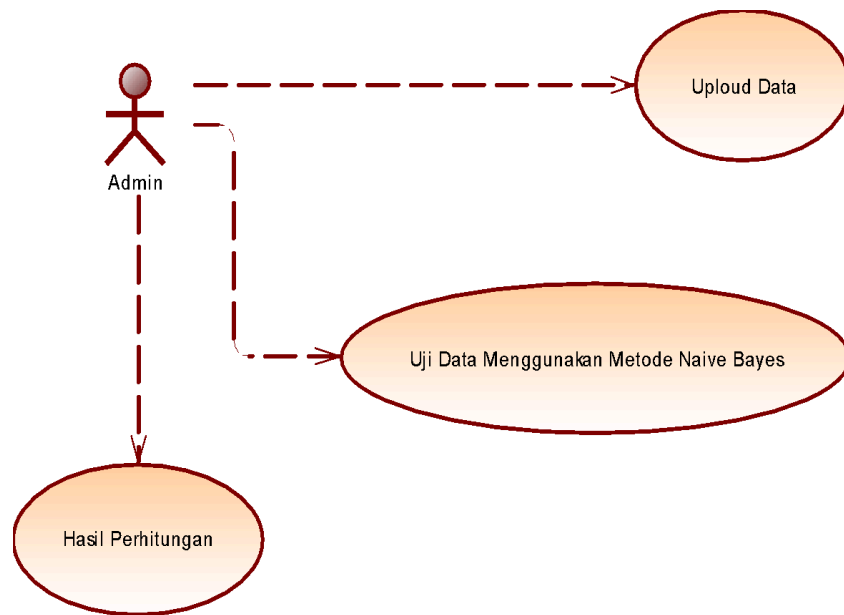 Uploud Data
Admin
Uji Data Menggunakan Metode Naive Bayes
Hasil Perhitungan